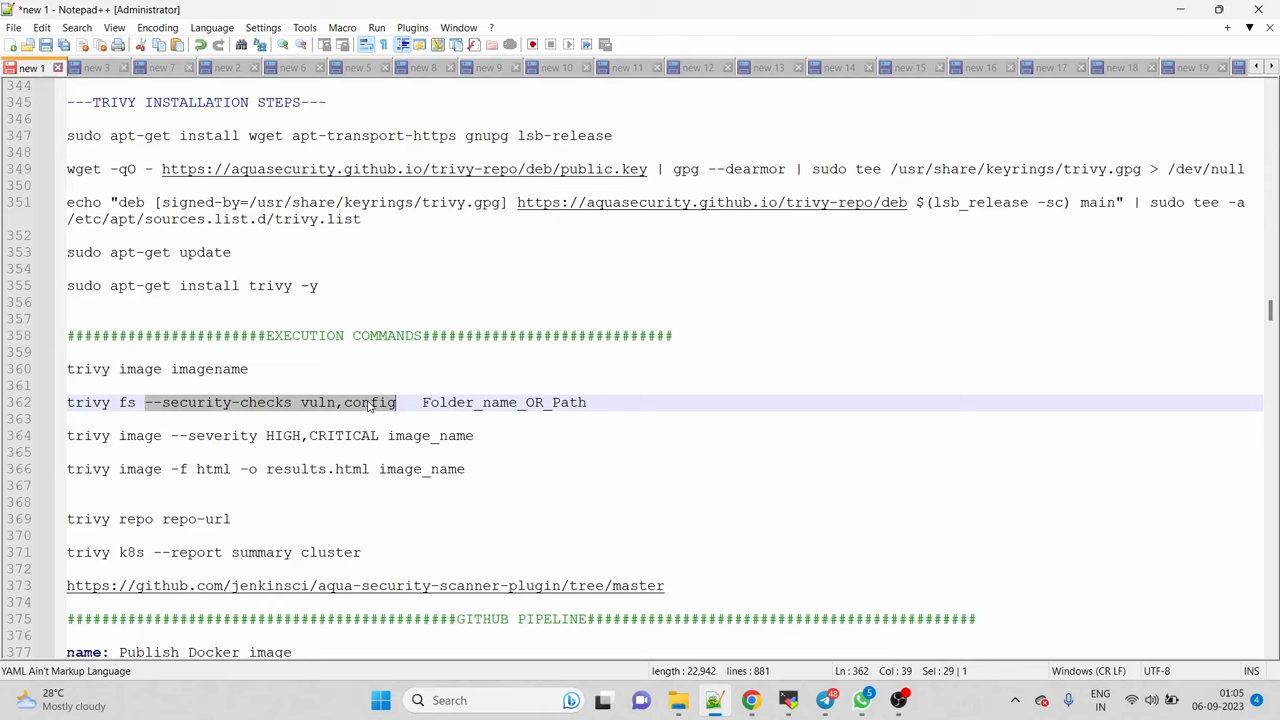 *new 1 - Notepad++ [Administrator]
File Edit Search View Encoding Language Settings Tools Macro Run Plugins Window ?
new 1 new 3 new 7 new 2 new 6 new 5 new 8 new 9 new 10 new 11 new 12 new 13 new 14 new 15 new 16 new 17 new 18 new 19
344
345 ---TRIVY INSTALLATION STEPS---
346
347 sudo apt-get install wget apt-transport-https gnupg lsb-release
348
349 wget -qO - https://aquasecurity.github.io/trivy-repo/deb/public.key | gpg --dearmor | sudo tee /usr/share/keyrings/trivy.gpg > /dev/null
350
351 echo "deb [signed-by=/usr/share/keyrings/trivy.gpg] https://aquasecurity.github.io/trivy-repo/deb $(lsb_release -sc) main" | sudo tee -a
/etc/apt/sources.list.d/trivy.list
352
353 sudo apt-get update
354
355 sudo apt-get install trivy -y
356
357
358 #######################EXECUTION COMMANDS#############################
359
360 trivy image imagename
361
362 trivy fs --security-checks vuln,config   Folder_name_OR_Path
363
364 trivy image --severity HIGH,CRITICAL image_name
365
366 trivy image -f html -o results.html image_name
367
368
369 trivy repo repo-url
370
371 trivy k8s --report summary cluster
372
373 https://github.com/jenkinsci/aqua-security-scanner-plugin/tree/master
374
375 #############################################GITHUB PIPELINE#############################################
376
377 name: Publish Docker image
YAML Ain't Markup Language length : 22,942 lines : 881 Ln : 362 Col : 39 Sel : 29 | 1 Windows (CR LF) UTF-8 INS
28°C
Mostly cloudy
Search
48
5
ENG
IN
01:05
06-09-2023
4